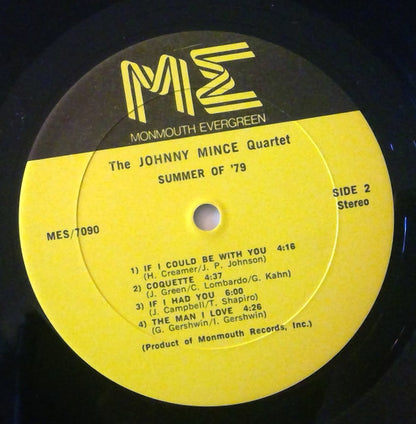 ME
MONMOUTH EVERGREEN
The JOHNNY MINCE Quartet
SUMMER OF '79
SIDE 2
Stereo
MES/7090
1) IF I COULD BE WITH YOU 4:16
(H. Creamer/J. P. Johnson)
2) COQUETTE 4:37
(J. Green/C. Lombardo/G. Kahn)
3) IF I HAD YOU 6:00
(J. Campbell/T. Shapiro)
4) THE MAN I LOVE 4:26
(G. Gershwin/I. Gershwin)
(Product of Monmouth Records, Inc.)